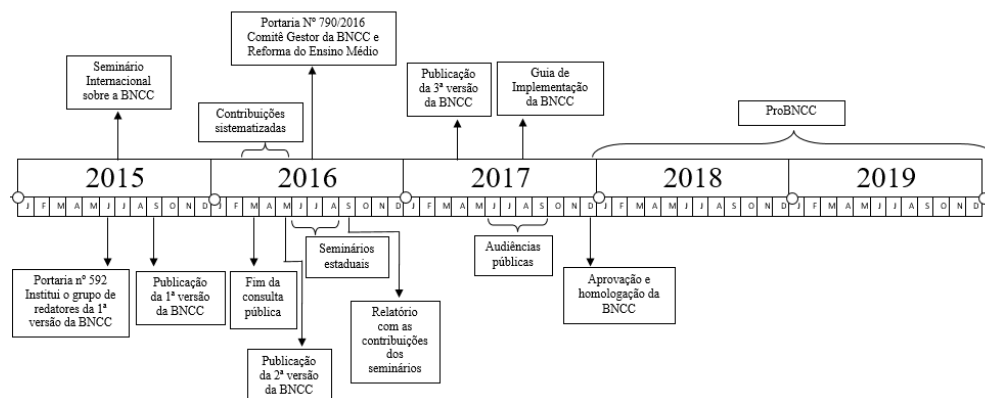 Portaria Nº 790/2016
Comitê Gestor da BNCC e
Reforma do Ensino Médio
Seminário
Internacional
sobre a BNCC
Contribuições
sistematizadas
Publicação
da 3ª versão
da BNCC
Guia de
Implementação
da BNCC
ProBNCC
2015
2016
2017
2018
2019
J F M A M J J A S O N D
J F M A M J J A S O N D
J F M A M J J A S O N D
J F M A M J J A S O N D
J F M A M J J A S O N D
Portaria nº 592
Institui o grupo de
redatores da 1ª
versão da BNCC
Publicação
da 1ª versão
da BNCC
Fim da
consulta
pública
Publicação
da 2ª versão
da BNCC
Seminários
estaduais
Relatório
com as
contribuições
dos
seminários
Audiências
públicas
Aprovação e
homologação da
BNCC